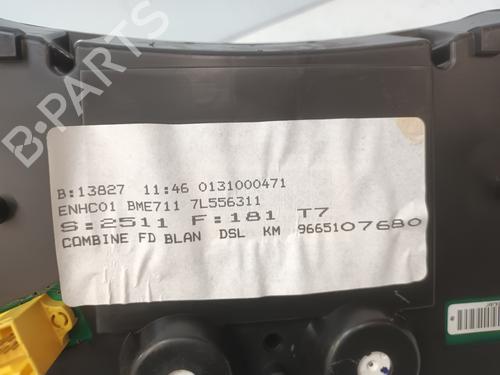 B-PARTS
B:13827 11:46 0131000471
ENHC01 BME711 7L556311
S:2511 F:181 T7
COMBINE FD BLAN DSL KM 9665107680